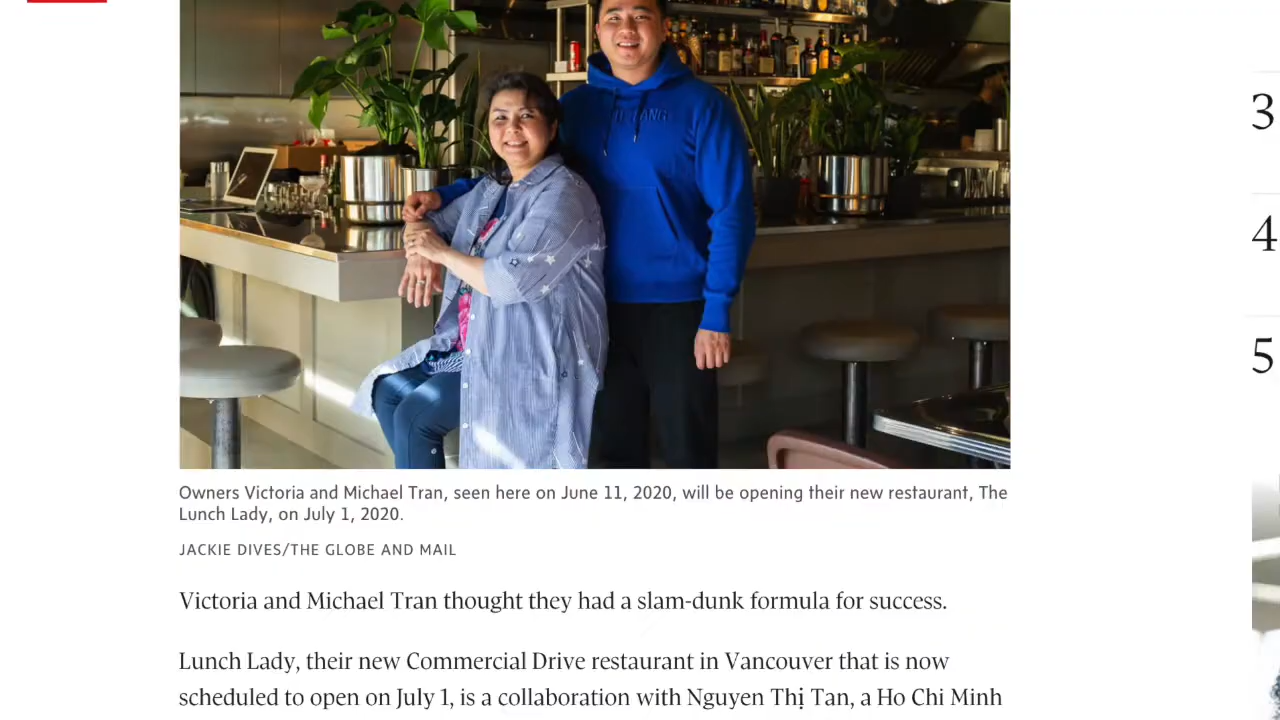 3
4
5
Owners Victoria and Michael Tran, seen here on June 11, 2020, will be opening their new restaurant, The
Lunch Lady, on July 1, 2020.
JACKIE DIVES/THE GLOBE AND MAIL
Victoria and Michael Tran thought they had a slam-dunk formula for success.
Lunch Lady, their new Commercial Drive restaurant in Vancouver that is now
scheduled to open on July 1, is a collaboration with Nguyen Thị Tan, a Ho Chi Minh